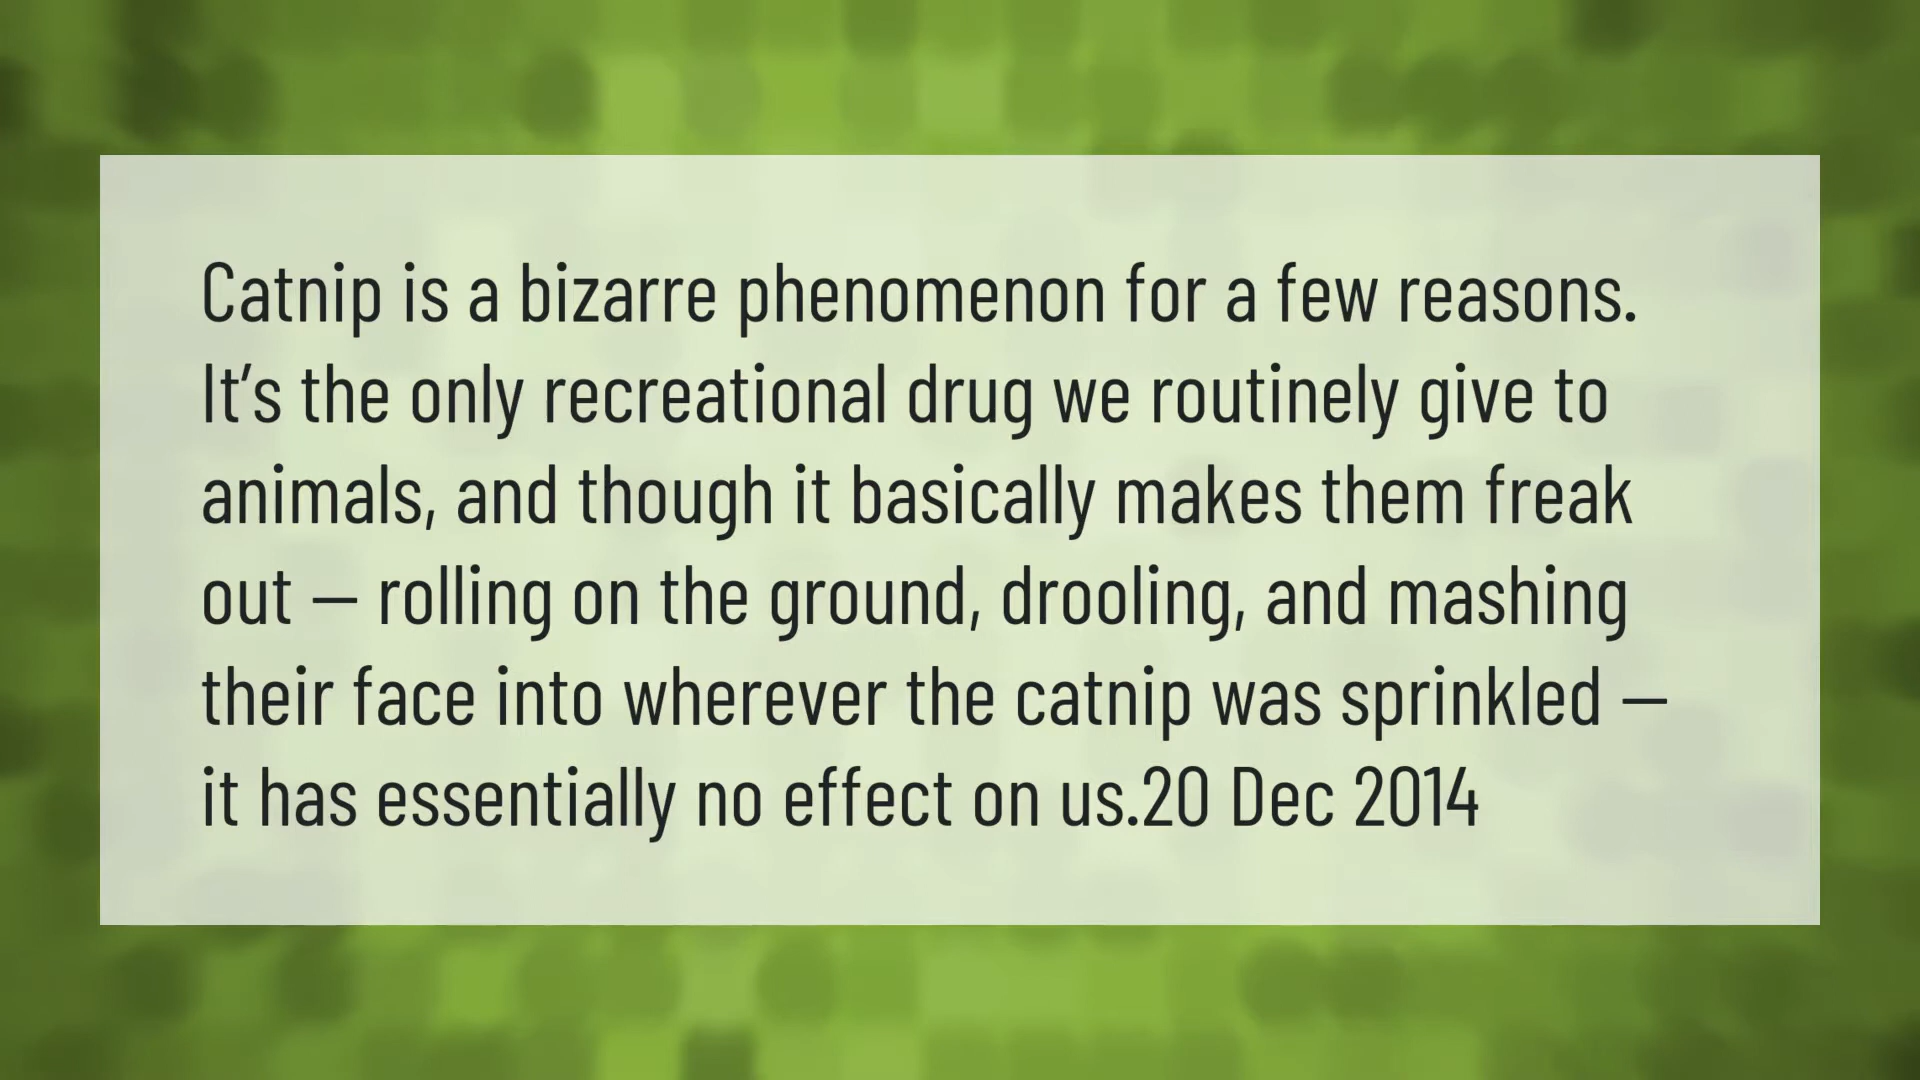 Catnip is a bizarre phenomenon for a few reasons.
It’s the only recreational drug we routinely give to
animals, and though it basically makes them freak
out — rolling on the ground, drooling, and mashing
their face into wherever the catnip was sprinkled —
it has essentially no effect on us.20 Dec 2014